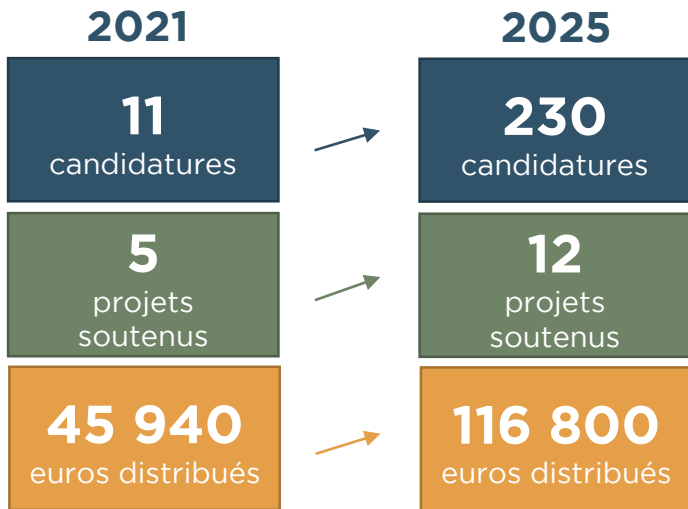 2021
2025
11
candidatures
230
candidatures
5
projets
soutenus
12
projets
soutenus
45 940
euros distribués
116 800
euros distribués